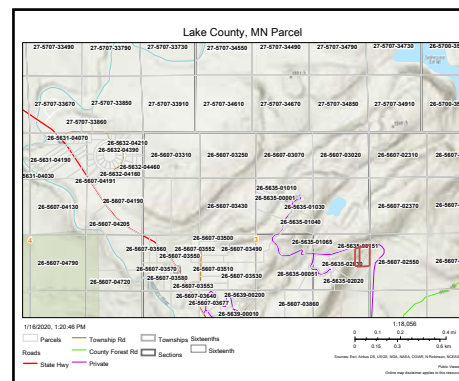 Lake County, MN Parcel
27-5707-33490 27-5707-33790 27-5707-33730 27-5707-34550 27-5707-34490 27-5707-34790 27-5707-34730
27-5707-33670 27-5707-33850 27-5707-33910 27-5707-34610 27-5707-34670 27-5707-34850 27-5707-34910
27-5707-33860
26-5631-04070
26-5632-04210
26-5632-04390
26-5631-04190 26-5607-03310 26-5607-03250 26-5607-03070 26-5607-03020 26-5607-02310
26-5632-04460
26-5632-04160
5631-04030 26-5607-04191
26-5635-01010
26-5635-00001
26-5607-04130 26-5607-04190 26-5607-03430 26-5635-01030 26-5607-02370
26-5635-01040
26-5607-04205
4 26-5607-03500 3
26-5607-03560 26-5607-03552 26-5607-03490 26-5635-01065 26-5635-00151
26-5607-03550
26-5607-04790 26-5607-03570 26-5607-03510 26-5635-00051 26-5607-02550
26-5607-03580 26-5607-03530 26-5635-02020
26-5607-04720 26-5607-03553
26-5607-03640 26-5639-00200 26-5607-03860
26-5639-00010
1/16/2020, 1:20:46 PM
Parcels Township Rd Townships Sixteenths
Roads County Forest Rd Sections Sixteenth
State Hwy Private
1:18,056
0 0.1 0.2 0.4 mi
0 0.15 0.3 0.6 km